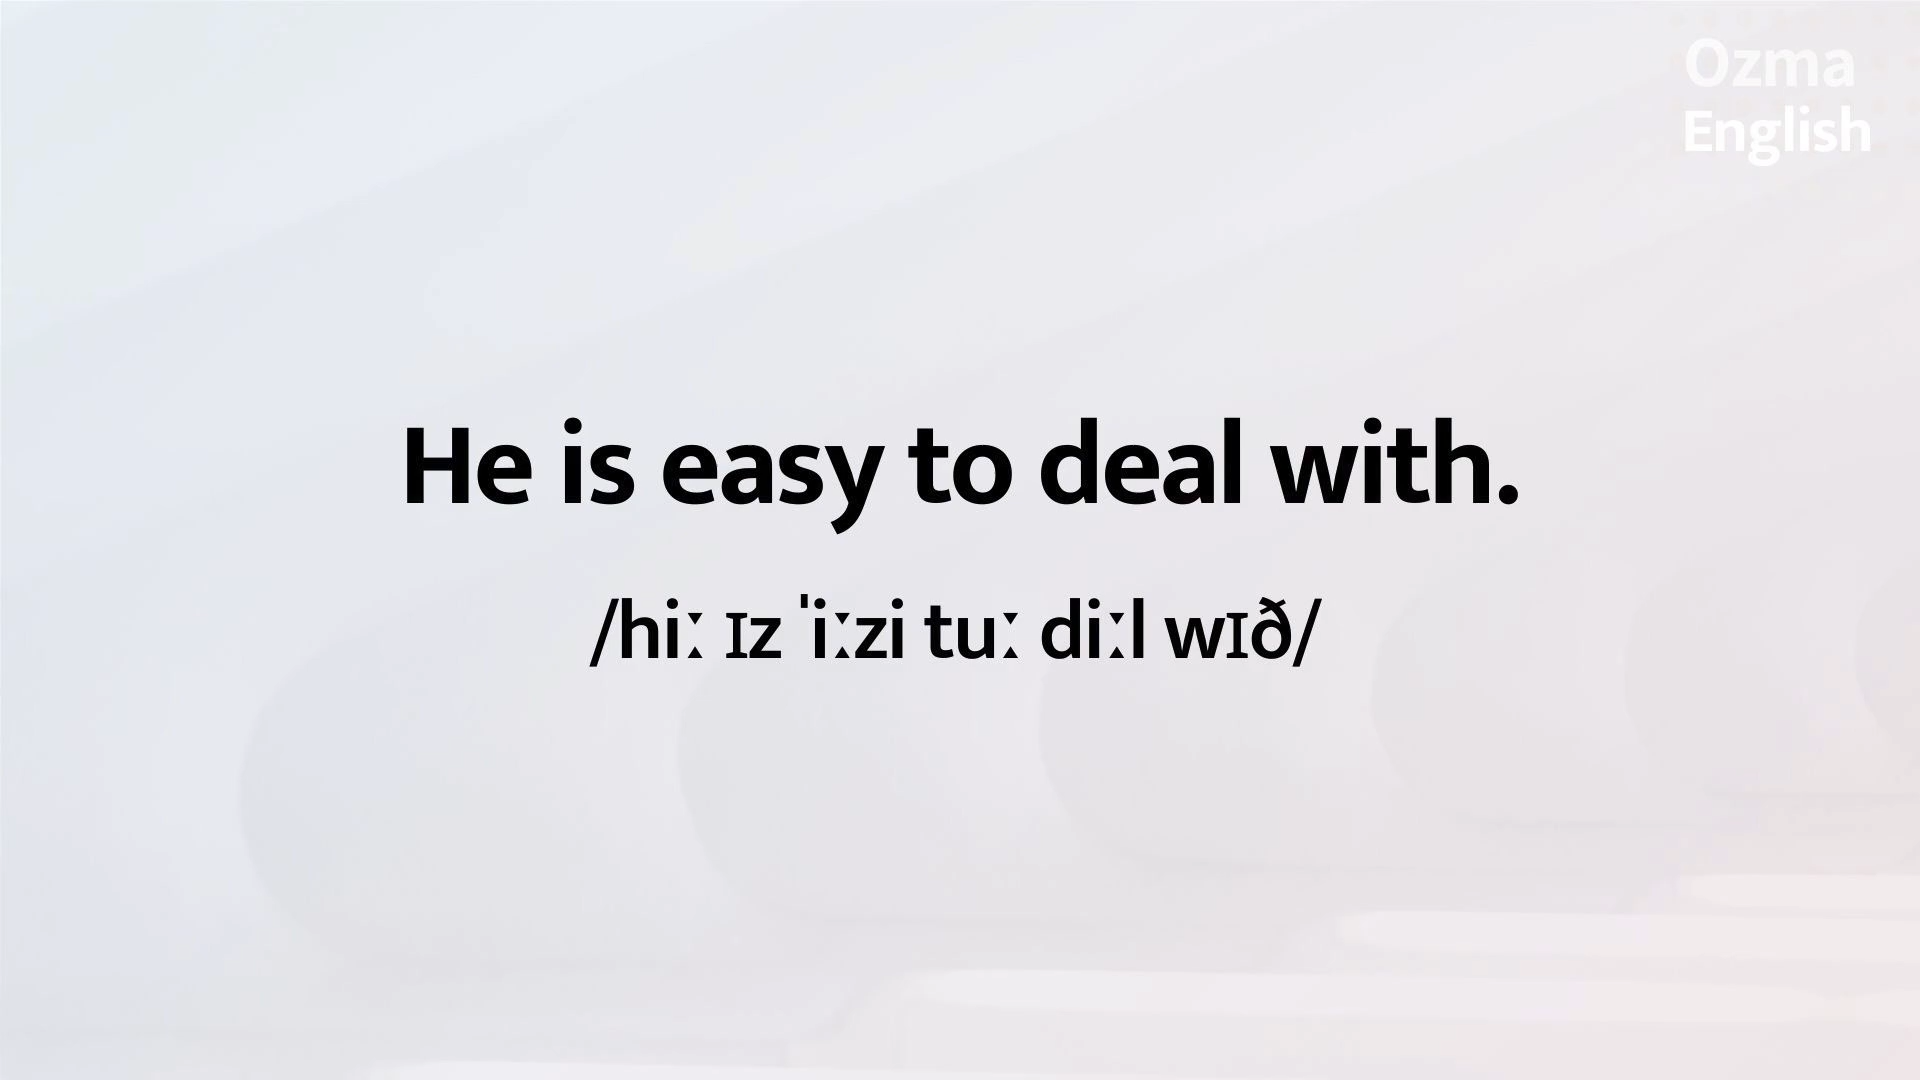 Ozma
English
He is easy to deal with.
/hiː ɪz ˈiːzi tuː diːl wɪð/